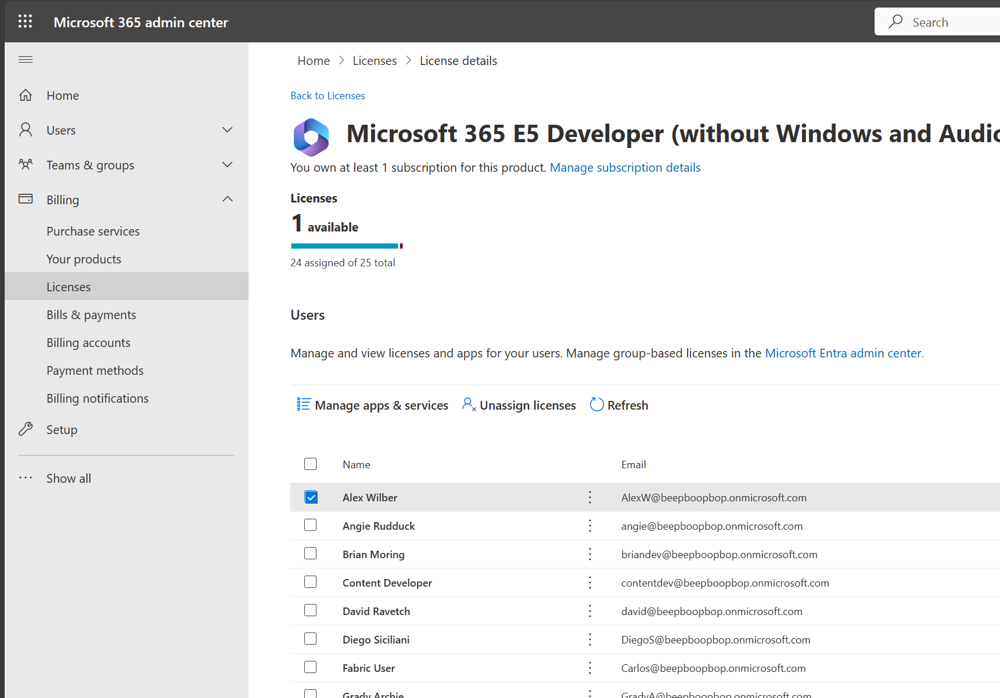 Microsoft 365 admin center
Search
Home
Users
Teams & groups
Billing
Purchase services
Your products
Licenses
Bills & payments
Billing accounts
Payment methods
Billing notifications
Setup
Show all
Home > Licenses > License details
Back to Licenses
Microsoft 365 E5 Developer (without Windows and Audio
You own at least 1 subscription for this product. Manage subscription details
Licenses
1 available
24 assigned of 25 total
Users
Manage and view licenses and apps for your users. Manage group-based licenses in the Microsoft Entra admin center.
Manage apps & services Unassign licenses Refresh
Name Email
Alex Wilber AlexW@beepboopbop.onmicrosoft.com
Angie Rudduck angie@beepboopbop.onmicrosoft.com
Brian Moring briandev@beepboopbop.onmicrosoft.com
Content Developer contentdev@beepboopbop.onmicrosoft.com
David Ravetch david@beepboopbop.onmicrosoft.com
Diego Siciliani DiegoS@beepboopbop.onmicrosoft.com
Fabric User Carlos@beepboopbop.onmicrosoft.com
Grady Archie GradyA@beepboopbop.onmicrosoft.com